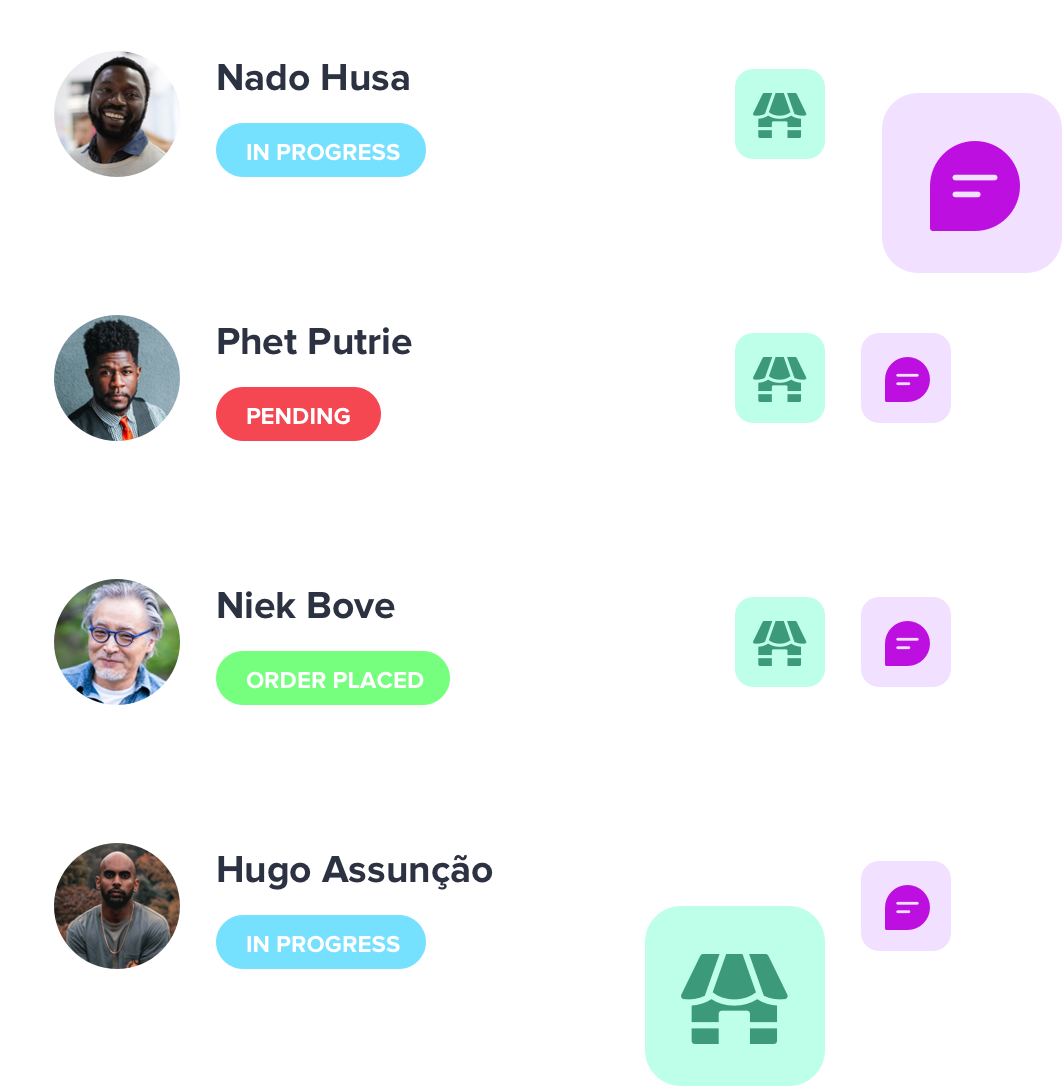 Nado Husa
IN PROGRESS
Phet Putrie
PENDING
Niek Bove
ORDER PLACED
Hugo Assunção
IN PROGRESS